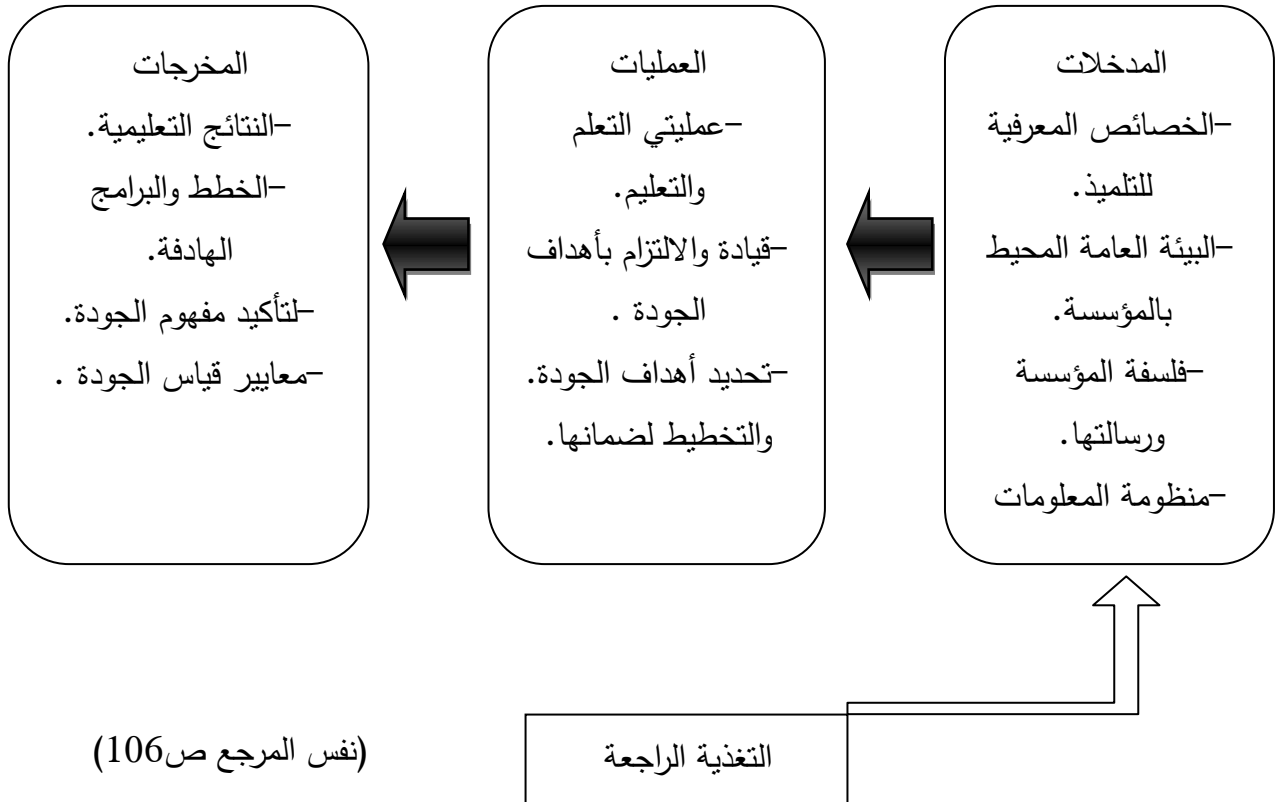 المدخلات
-الخصائص المعرفية
للتلميذ.
-البيئة العامة المحيط
بالمؤسسة.
-فلسفة المؤسسة
ورسالتها.
-منظومة المعلومات
العمليات
-عمليتي التعلم
والتعليم.
-قيادة والالتزام بأهداف
الجودة .
-تحديد أهداف الجودة.
والتخطيط لضمانها.
المخرجات
-النتائج التعليمية.
-الخطط والبرامج
الهادفة.
-لتأكيد مفهوم الجودة.
-معايير قياس الجودة .
التغذية الراجعة
(نفس المرجع ص106)